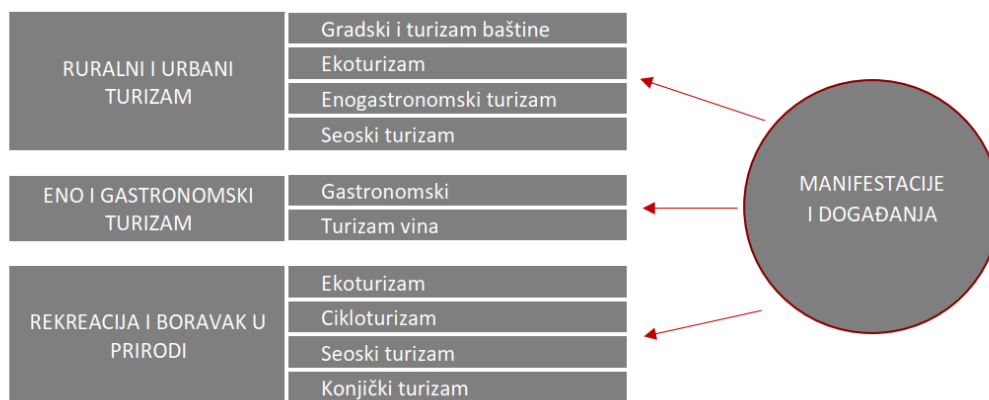 RURALNI I URBANI
TURIZAM
Gradski i turizam baštine
Ekoturizam
Enogastronomski turizam
Seoski turizam
ENO I GASTRONOMSKI
TURIZAM
Gastronomski
Turizam vina
REKREACIJA I BORAVAK U
PRIRODI
Ekoturizam
Cikloturizam
Seoski turizam
Konjički turizam
MANIFESTACIJE
I DOGAĐANJA